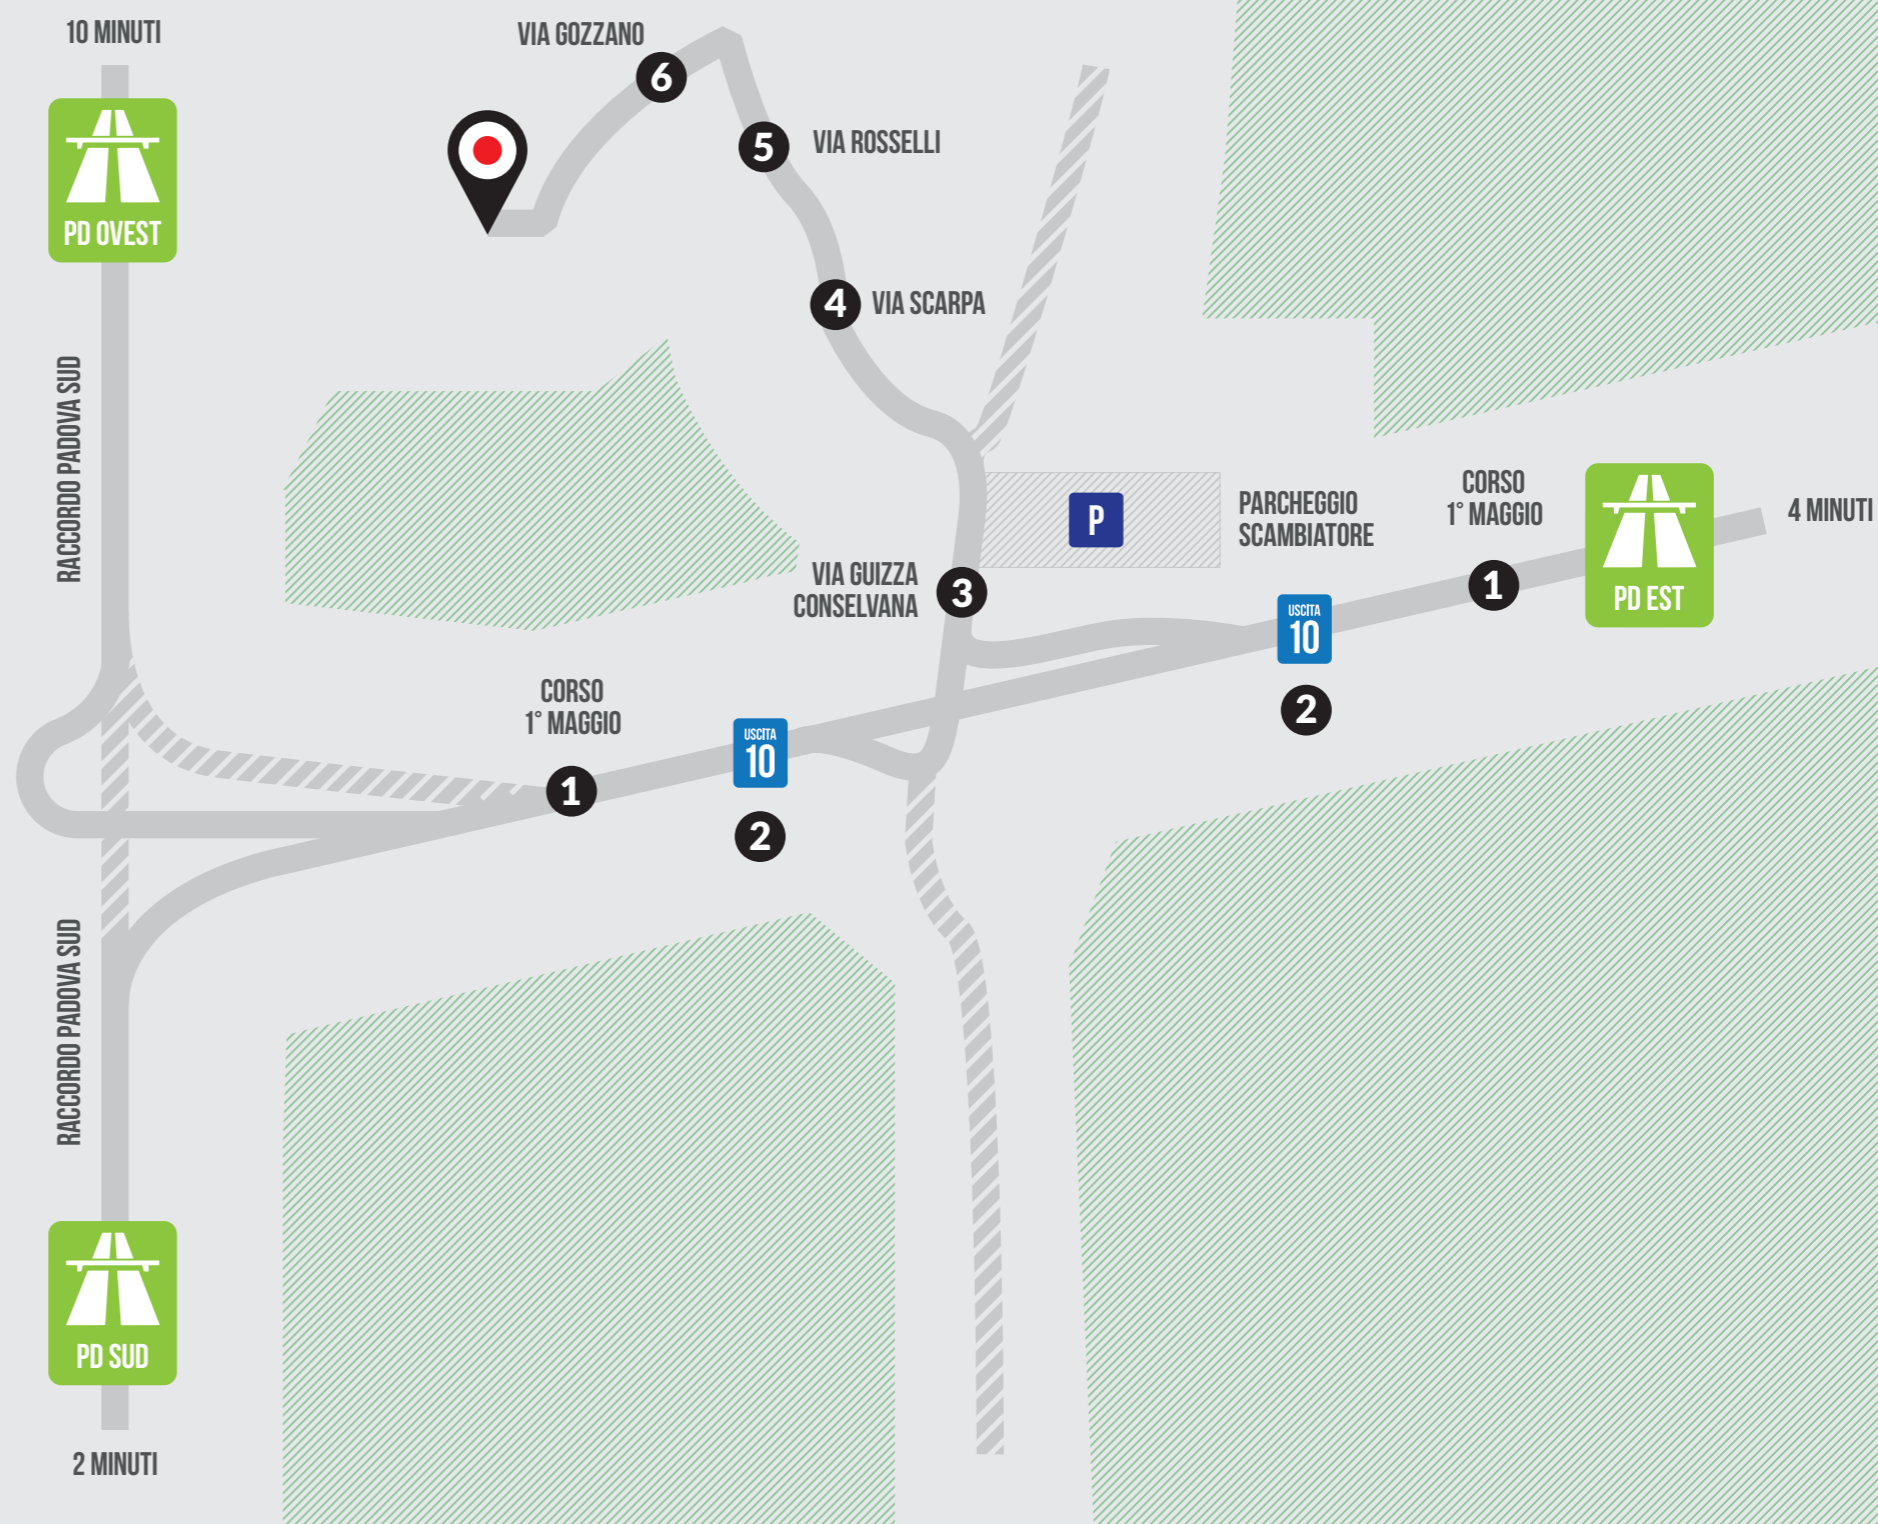 10 MINUTI
PD OVEST
RACCORDO PADOVA SUD
VIA GOZZANO
6
5
VIA ROSSELLI
4
VIA SCARPA
P
PARCHEGGIO
SCAMBIATORE
VIA GUIZZA
CONSELVANA
3
CORSO
1° MAGGIO
1
PD EST
4 MINUTI
USCITA
10
2
CORSO
1° MAGGIO
1
USCITA
10
2
RACCORDO PADOVA SUD
PD SUD
2 MINUTI